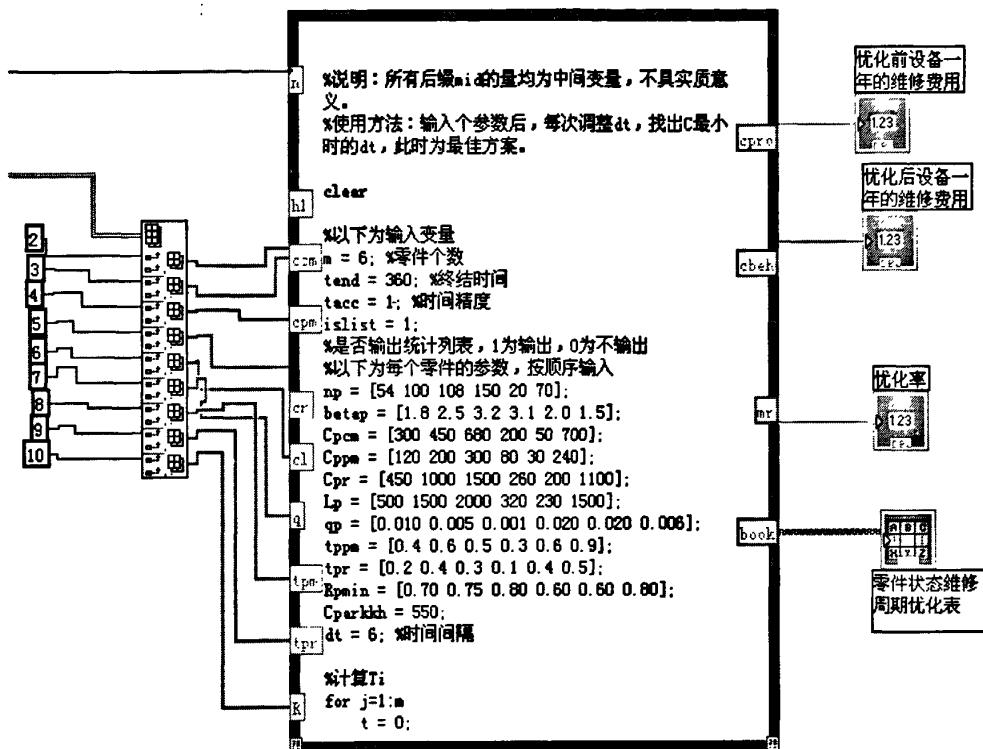 n
%说明：所有后缀mid的量均为中间变量，不具实质意
义。
%使用方法：输入个参数后，每次调整dt，找出C最小
时的dt，此时为最佳方案。
hl
clear
%以下为输入变量
ccm
m = 6; %零件个数
tend = 360; %终结时间
tacc = 1; %时间精度
cpm
islist = 1;
%是否输出统计列表，1为输出，0为不输出
%以下为每个零件的参数，按顺序输入
np = [54 100 108 150 20 70];
cr
betap = [1.8 2.5 3.2 3.1 2.0 1.5];
Cpcm = [300 450 680 200 50 700];
Cppm = [120 200 300 80 30 240];
cl
Cpr = [450 1000 1500 260 200 1100];
Lp = [500 1500 2000 320 230 1500];
q
qp = [0.010 0.005 0.001 0.020 0.020 0.006];
tppm = [0.4 0.6 0.5 0.3 0.6 0.9];
tpm
tpr = [0.2 0.4 0.3 0.1 0.4 0.5];
Rpmin = [0.70 0.75 0.80 0.60 0.60 0.80];
Cparkkh = 550;
tpr
dt = 6; %时间间隔
%计算Ti
R
for j=1:m
t = 0;
2
3
4
5
6
7
8
9
10
cpro
优化前设备一
年的维修费用
1.23
cbeh
优化后设备一
年的维修费用
1.23
mr
优化率
1.23
book
零件状态维修
周期优化表